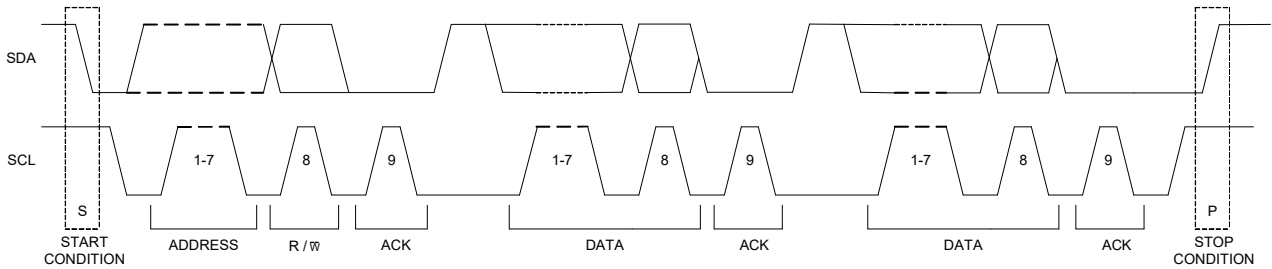 SDA
SCL
1-7 8 9 1-7 8 9 1-7 8 9
S P
START CONDITION
ADDRESS
R / W̅
ACK
DATA
ACK
DATA
ACK
STOP CONDITION